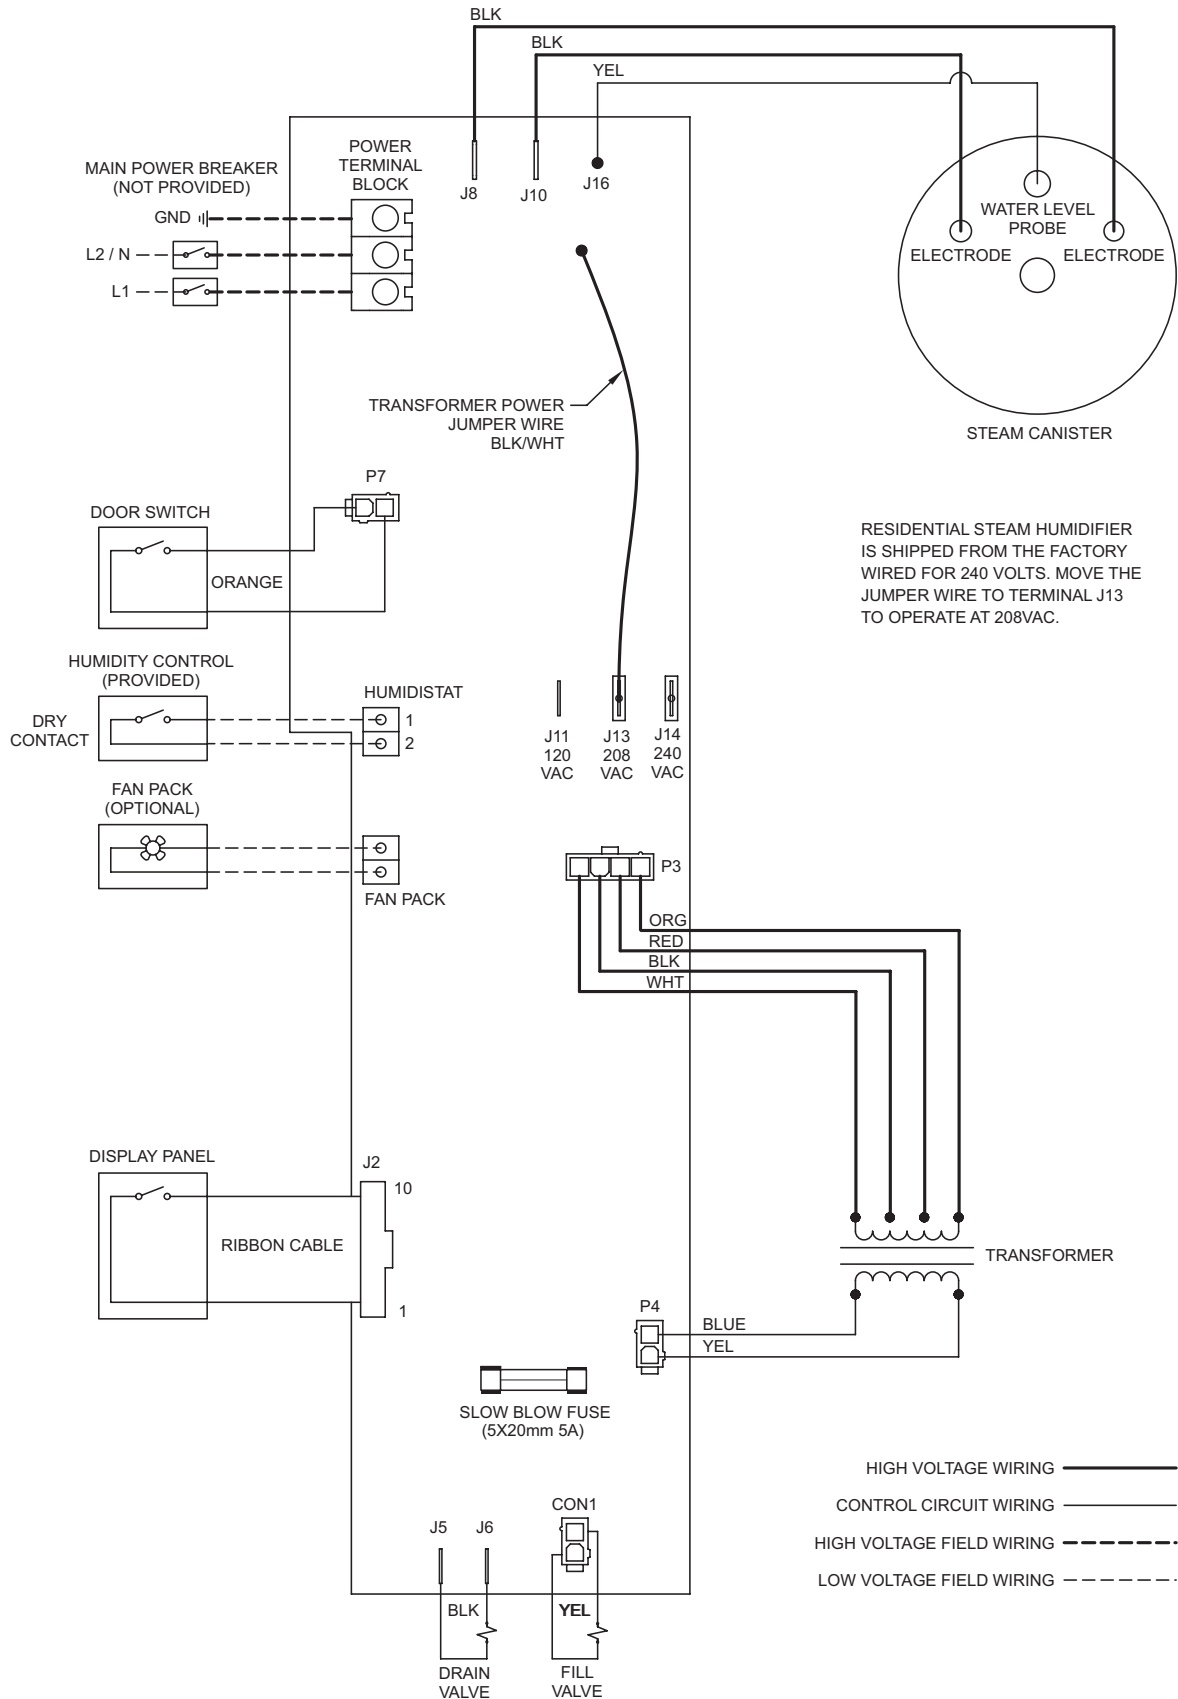 BLK
BLK
YEL
MAIN POWER BREAKER
(NOT PROVIDED)
POWER
TERMINAL
BLOCK
J8
J10
J16
GND
L2 / N
L1
WATER LEVEL
PROBE
ELECTRODE
ELECTRODE
STEAM CANISTER
TRANSFORMER POWER
JUMPER WIRE
BLK/WHT
P7
DOOR SWITCH
ORANGE
RESIDENTIAL STEAM HUMIDIFIER
IS SHIPPED FROM THE FACTORY
WIRED FOR 240 VOLTS. MOVE THE
JUMPER WIRE TO TERMINAL J13
TO OPERATE AT 208VAC.
HUMIDITY CONTROL
(PROVIDED)
DRY
CONTACT
HUMIDISTAT
1
2
J11
120
VAC
J13
208
VAC
J14
240
VAC
FAN PACK
(OPTIONAL)
FAN PACK
P3
ORG
RED
BLK
WHT
DISPLAY PANEL
J2
10
RIBBON CABLE
1
TRANSFORMER
P4
BLUE
YEL
SLOW BLOW FUSE
(5X20mm 5A)
HIGH VOLTAGE WIRING
CONTROL CIRCUIT WIRING
HIGH VOLTAGE FIELD WIRING
LOW VOLTAGE FIELD WIRING
J5
J6
CON1
BLK
YEL
DRAIN
VALVE
FILL
VALVE